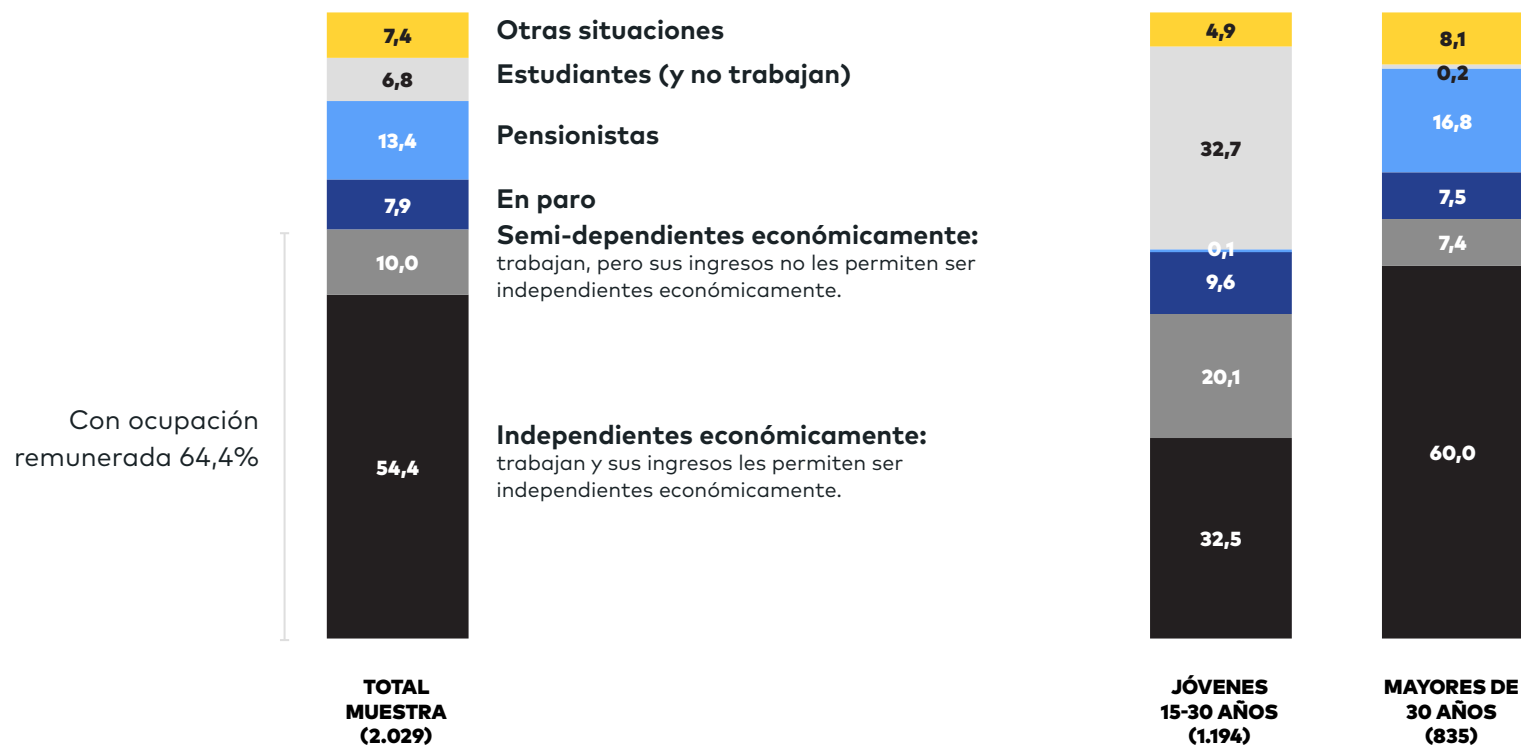 7,4
6,8
13,4
7,9
10,0
54,4
Con ocupación
remunerada 64,4%
Otras situaciones
Estudiantes (y no trabajan)
Pensionistas
En paro
Semi-dependientes económicamente:
trabajan, pero sus ingresos no les permiten ser
independientes económicamente.
Independientes económicamente:
trabajan y sus ingresos les permiten ser
independientes económicamente.
4,9
32,7
0,1
9,6
20,1
32,5
8,1
0,2
16,8
7,5
7,4
60,0
TOTAL
MUESTRA
(2.029)
JÓVENES
15-30 AÑOS
(1.194)
MAYORES DE
30 AÑOS
(835)